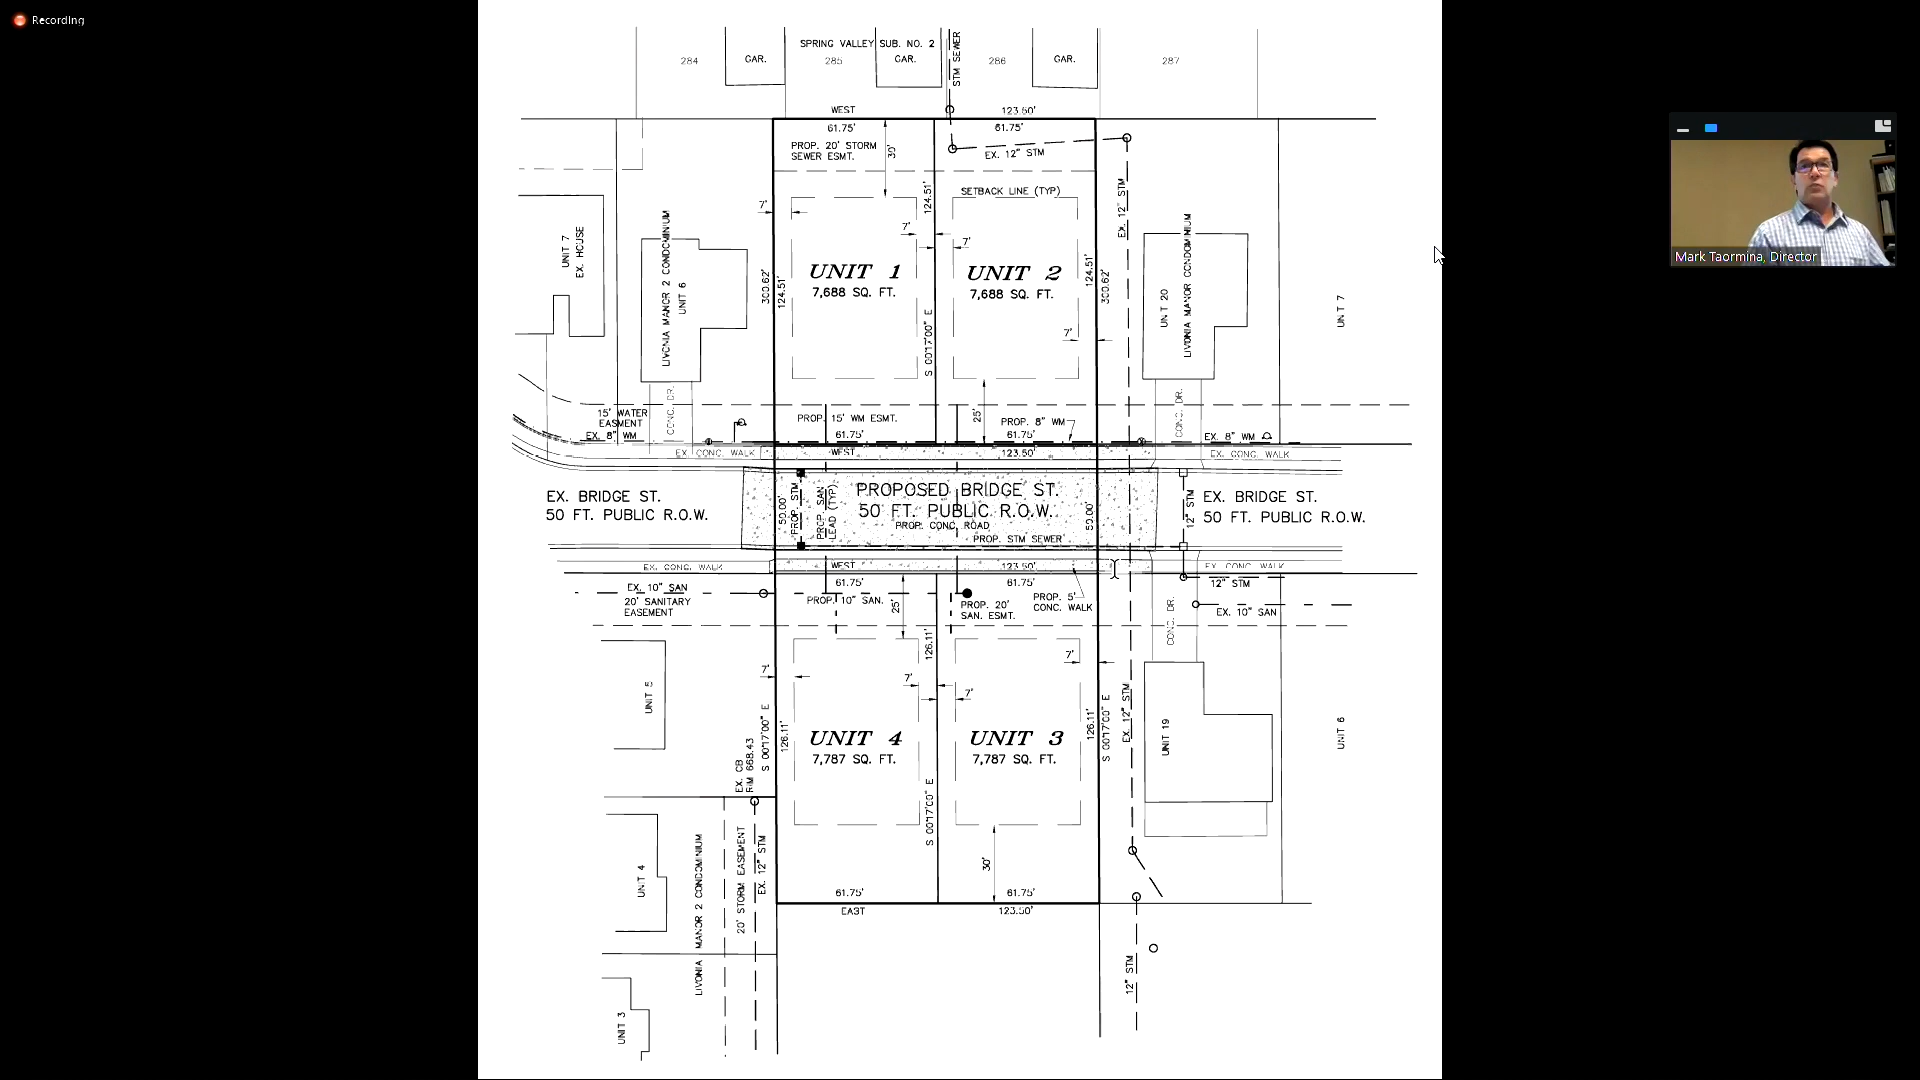 Recording
SPRING VALLEY SUB. NO. 2
284
GAR.
285
GAR.
STM SEWER
286
GAR.
287
WEST
123.50'
61.75'
61.75'
PROP. 20' STORM
SEWER ESMT.
30'
EX. 12" STM
SETBACK LINE (TYP)
7'
124.51'
EX. 12" STM
7'
7'
UNIT 7
EX. HOUSE
LIVONIA MANOR 2 CONDOMINIUM
UNIT 6
300.62'
124.51'
UNIT 1
7,688 SQ. FT.
UNIT 2
7,688 SQ. FT.
124.51'
300.62'
UNIT 20
LIVONIA MANOR CONDOMINIUM
UNIT 7
S 00°17'00" E
7'
CONC. DR.
CONC. DR.
15' WATER
EASMENT
EX. 8" WM
PROP. 15' WM ESMT.
25'
PROP. 8" WM
61.75'
61.75'
EX. 8" WM
EX. CONC. WALK
WEST
123.50'
EX. CONC. WALK
EX. BRIDGE ST.
50 FT. PUBLIC R.O.W.
50.00'
PROP. STM
PROP. SAN
LEAD (TYP)
PROPOSED BRIDGE ST.
50 FT. PUBLIC R.O.W.
PROP. CONC. ROAD
PROP. STM SEWER
50.00'
12" STM
EX. BRIDGE ST.
50 FT. PUBLIC R.O.W.
EX. CONC. WALK
WEST
123.50'
EX. CONC. WALK
61.75'
61.75'
EX. 10" SAN
20' SANITARY
EASEMENT
PROP. 10" SAN.
25'
PROP. 20'
SAN. ESMT.
PROP. 5'
CONC. WALK
12" STM
EX. 10" SAN
CONC. DR.
126.11'
7'
7'
7'
7'
UNIT 5
S 00°17'00" E
126.11'
UNIT 4
7,787 SQ. FT.
UNIT 3
7,787 SQ. FT.
126.11'
S 00°17'00" E
EX. 12" STM
UNIT 19
UNIT 6
EX. CB
RIM 668.43
S 00°17'00" E
UNIT 4
LIVONIA MANOR 2 CONDOMINIUM
20' STORM EASEMENT
EX. 12" STM
30'
61.75'
61.75'
EAST
123.50'
12" STM
UNIT 3
Mark Taormina, Director